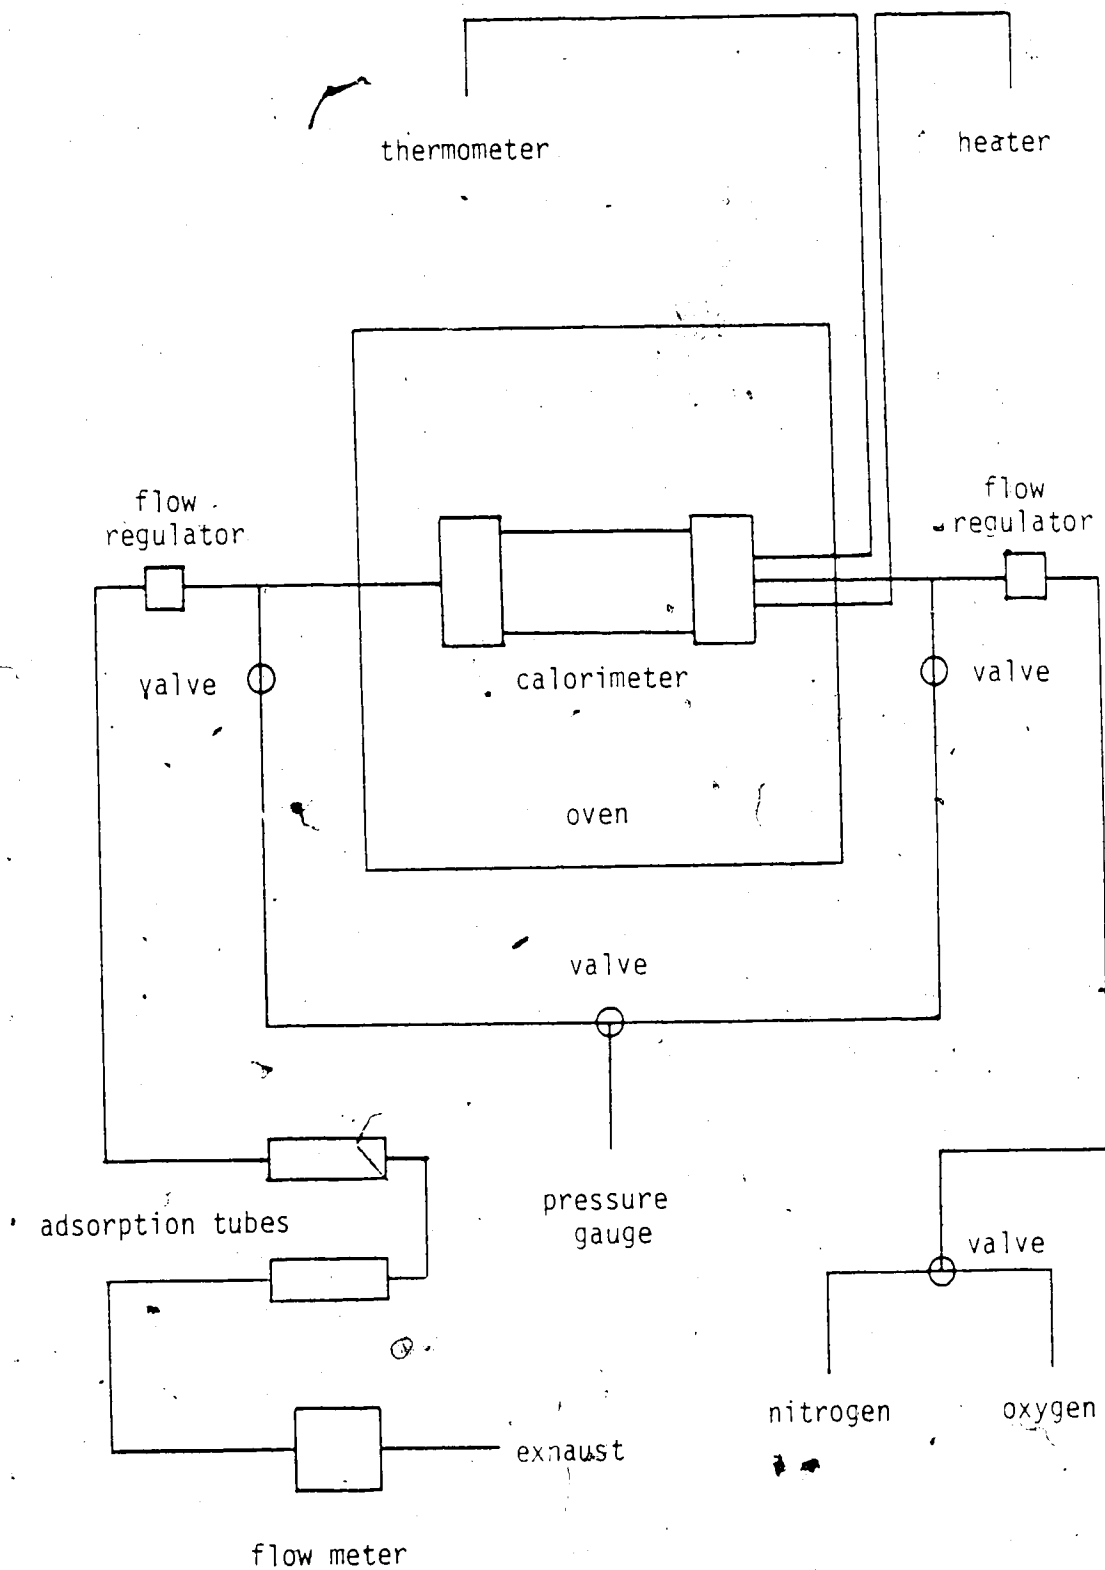 thermometer
heater
flow
regulator
flow
regulator
valve
calorimeter
valve
oven
valve
pressure
gauge
adsorption tubes
valve
nitrogen
oxygen
exhaust
flow meter